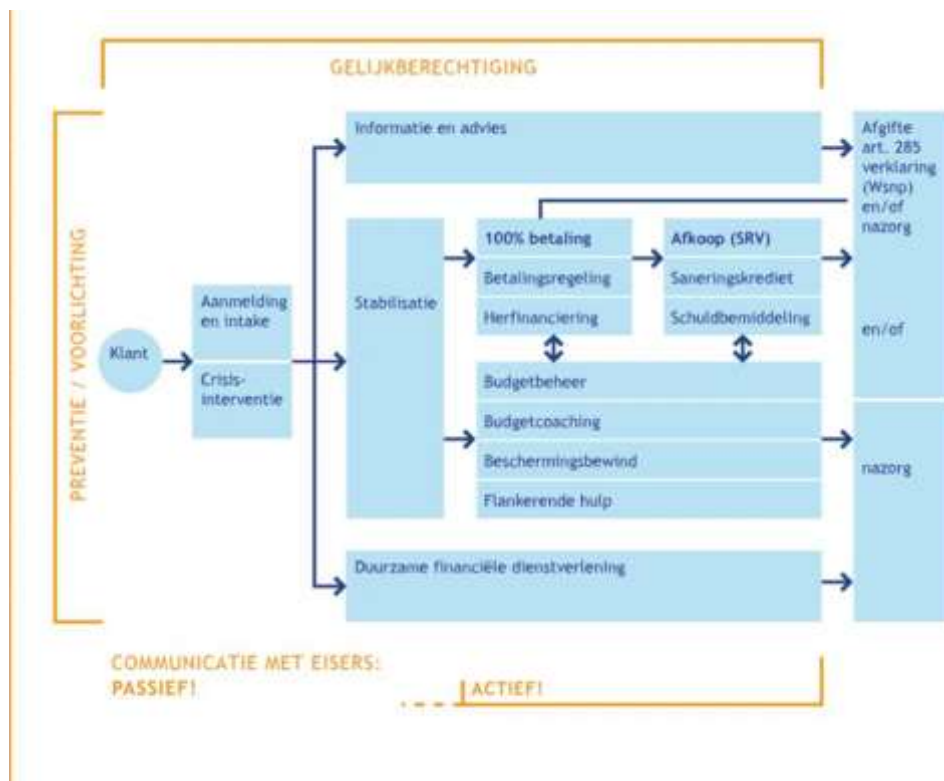 GELIJKBERECHTIGING
PREVENTIE / VOORLICHTING
Klant
Aanmelding
en intake
Crisis-
interventie
Informatie en advies
Stabilisatie
100% betaling
Betalingsregeling
Herfinanciering
Afkoop (SRV)
Saneringskrediet
Schuldbemiddeling
Budgetbeheer
Budgetcoaching
Beschermingsbewind
Flankerende hulp
Duurzame financiële dienstverlening
Afgifte
art. 285
verklaring
(Wsnp)
en/of
nazorg
en/of
nazorg
COMMUNICATIE MET EISERS:
PASSIEF!
ACTIEF!